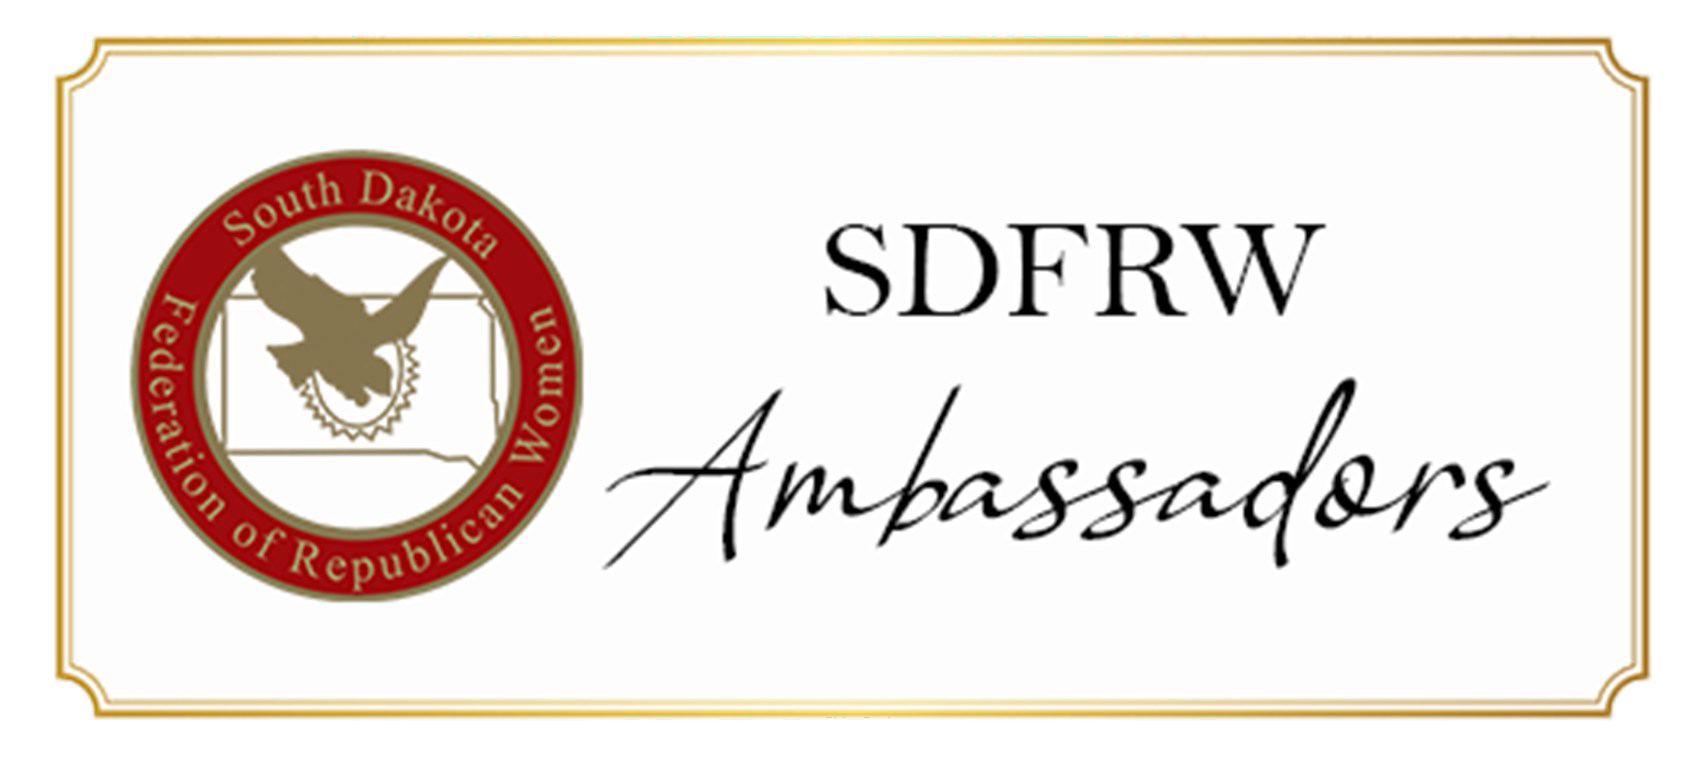 South Dakota
Federation of Republican Women
SDFRW
Ambassadors